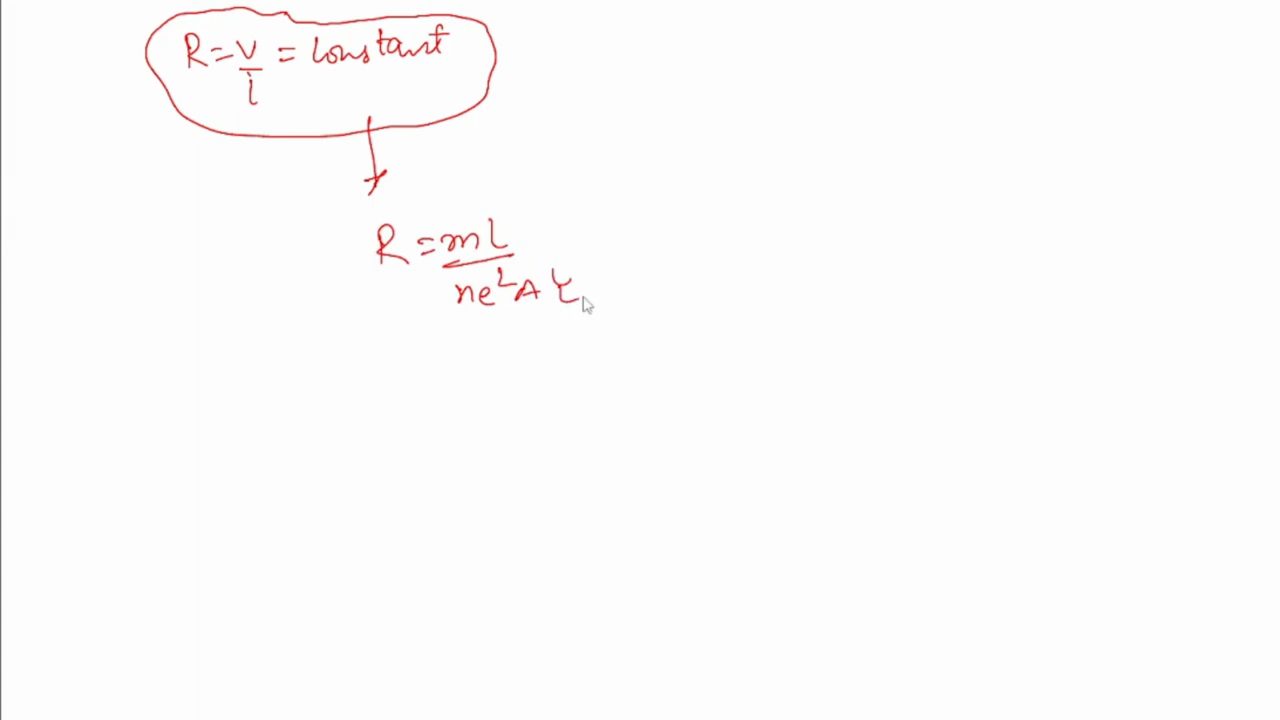 R = V/i = constant
R = ml/ne²Aτ